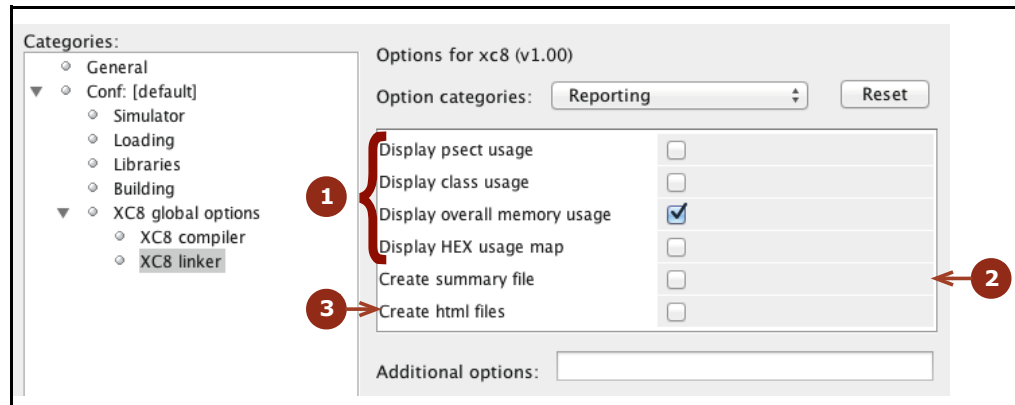 Categories:
General
Conf: [default]
Simulator
Loading
Libraries
Building
XC8 global options
XC8 compiler
XC8 linker
Options for xc8 (v1.00)
Option categories: Reporting Reset
1
Display psect usage
Display class usage
Display overall memory usage
Display HEX usage map
Create summary file
2
3
Create html files
Additional options: